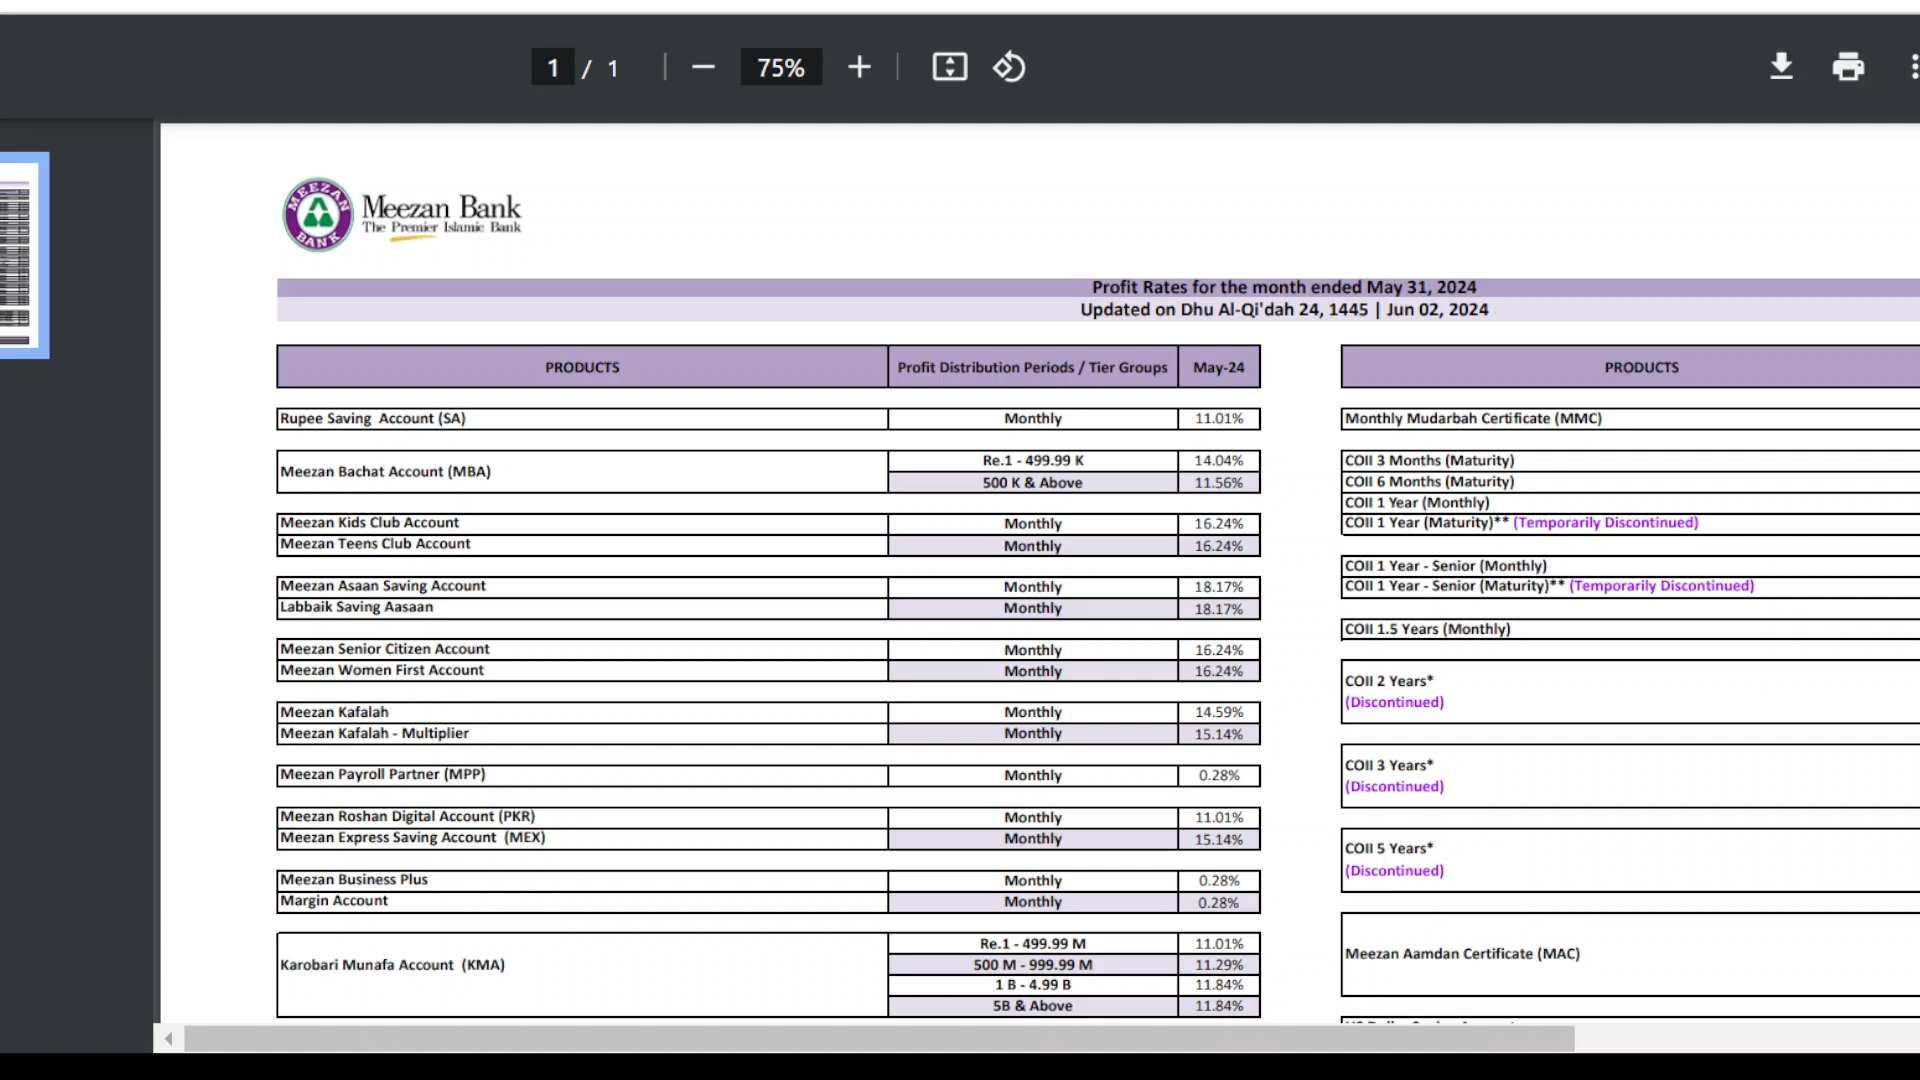 1 / 1 75%
MEEZAN BANK
Meezan Bank
The Premier Islamic Bank
Profit Rates for the month ended May 31, 2024
Updated on Dhu Al-Qi'dah 24, 1445 | Jun 02, 2024
PRODUCTS Profit Distribution Periods / Tier Groups May-24
Rupee Saving Account (SA) Monthly 11.01%
Meezan Bachat Account (MBA)
Re.1 - 499.99 K 14.04%
500 K & Above 11.56%
Meezan Kids Club Account Monthly 16.24%
Meezan Teens Club Account Monthly 16.24%
Meezan Asaan Saving Account Monthly 18.17%
Labbaik Saving Aasaan Monthly 18.17%
Meezan Senior Citizen Account Monthly 16.24%
Meezan Women First Account Monthly 16.24%
Meezan Kafalah Monthly 14.59%
Meezan Kafalah - Multiplier Monthly 15.14%
Meezan Payroll Partner (MPP) Monthly 0.28%
Meezan Roshan Digital Account (PKR) Monthly 11.01%
Meezan Express Saving Account (MEX) Monthly 15.14%
Meezan Business Plus Monthly 0.28%
Margin Account Monthly 0.28%
Karobari Munafa Account (KMA)
Re.1 - 499.99 M 11.01%
500 M - 999.99 M 11.29%
1 B - 4.99 B 11.84%
5B & Above 11.84%
PRODUCTS
Monthly Mudarbah Certificate (MMC)
COII 3 Months (Maturity)
COII 6 Months (Maturity)
COII 1 Year (Monthly)
COII 1 Year (Maturity)** (Temporarily Discontinued)
COII 1 Year - Senior (Monthly)
COII 1 Year - Senior (Maturity)** (Temporarily Discontinued)
COII 1.5 Years (Monthly)
COII 2 Years*
(Discontinued)
COII 3 Years*
(Discontinued)
COII 5 Years*
(Discontinued)
Meezan Aamdan Certificate (MAC)